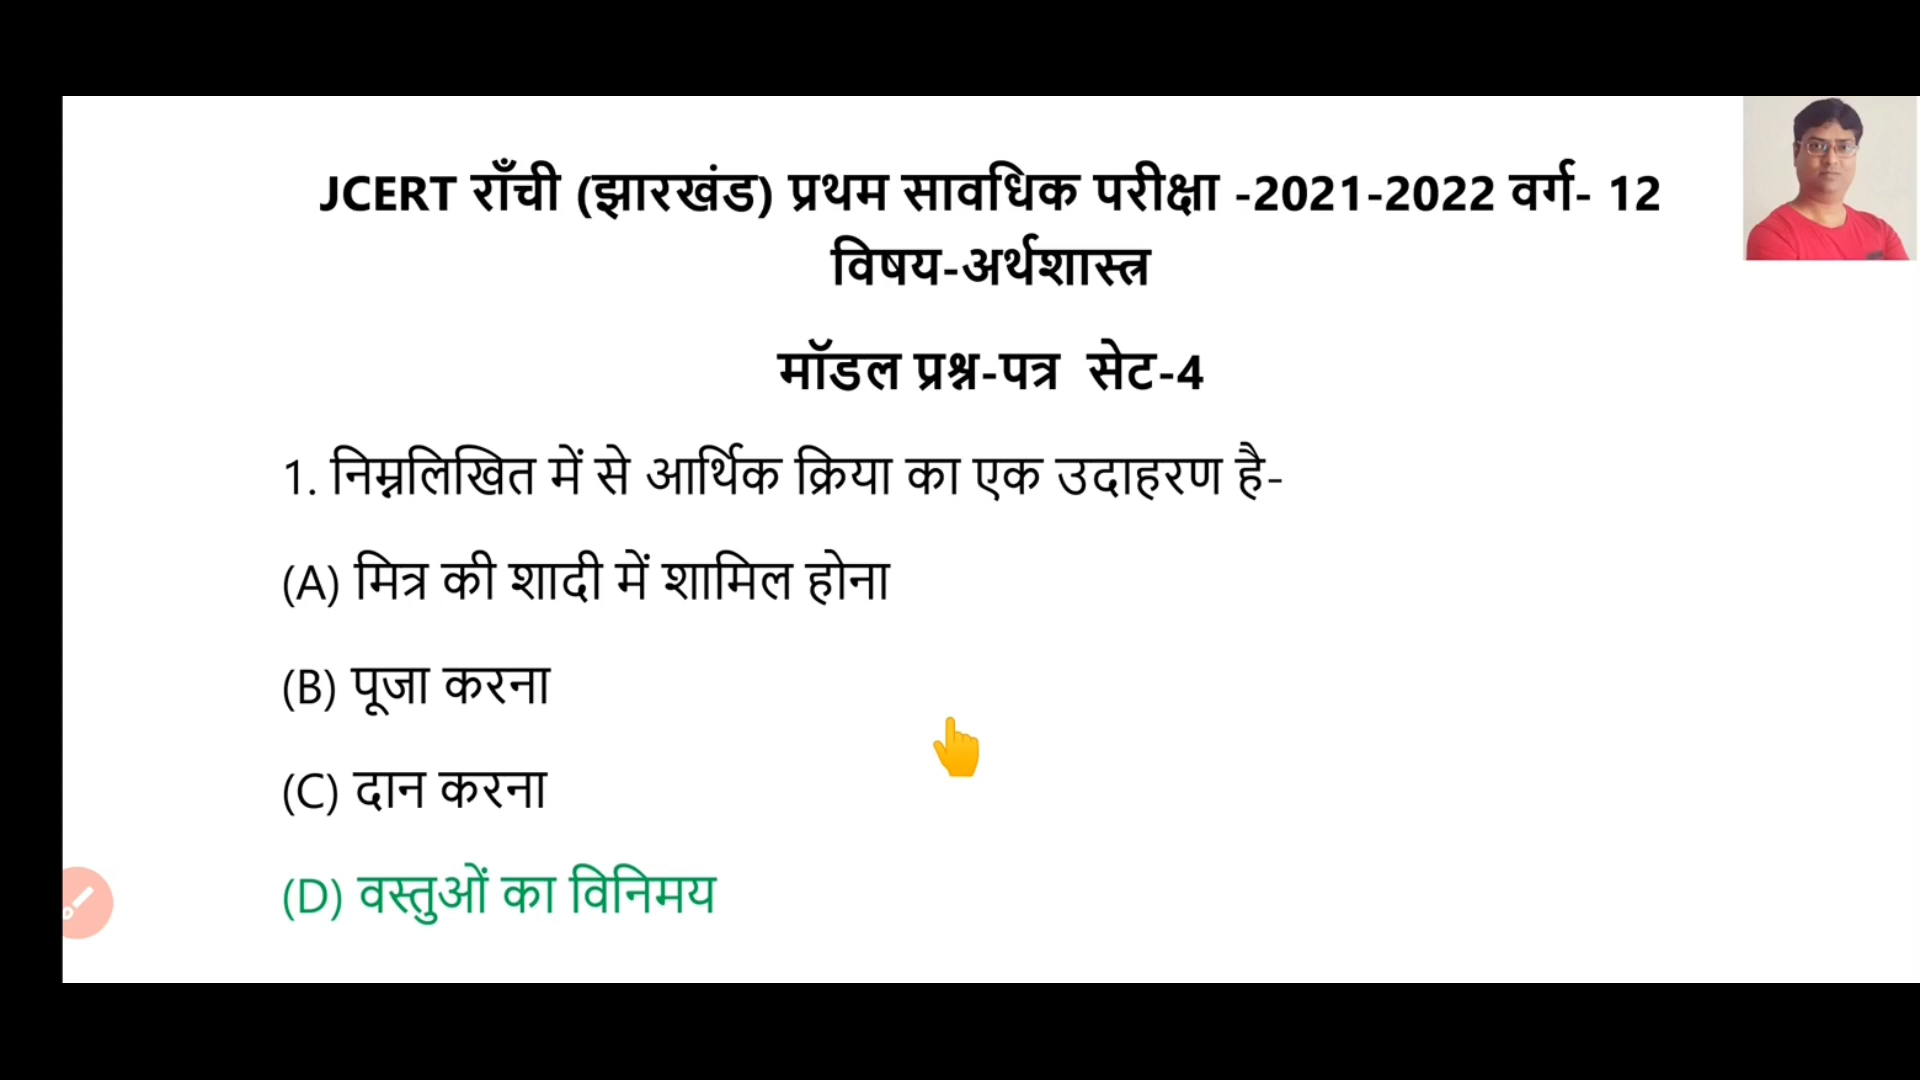 JCERT राँची (झारखंड) प्रथम सावधिक परीक्षा -2021-2022 वर्ग- 12
विषय-अर्थशास्त्र
मॉडल प्रश्न-पत्र सेट-4
1. निम्नलिखित में से आर्थिक क्रिया का एक उदाहरण है-
(A) मित्र की शादी में शामिल होना
(B) पूजा करना
(C) दान करना
(D) वस्तुओं का विनिमय